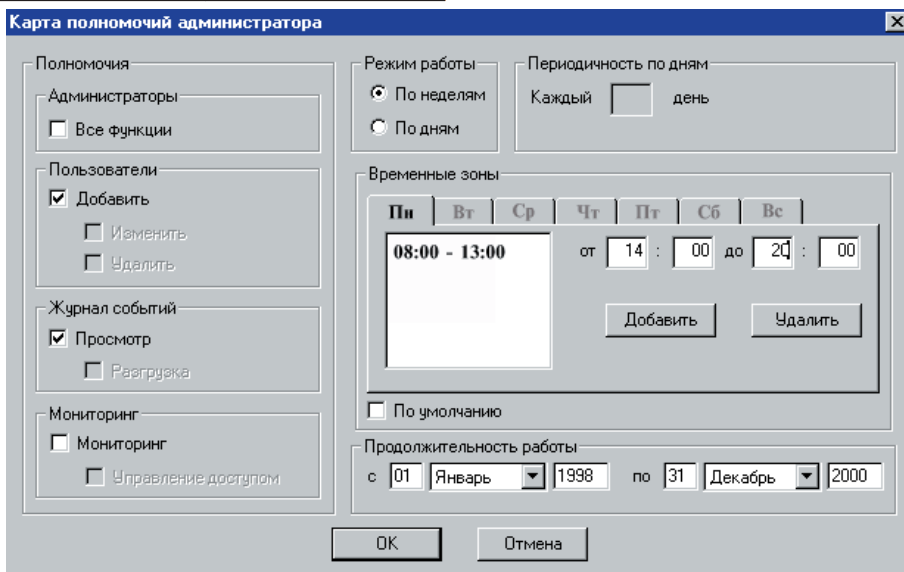 Карта полномочий администратора
Полномочия
Администраторы
Все функции
Пользователи
Добавить
Изменить
Удалить
Журнал событий
Просмотр
Разгрузка
Мониторинг
Мониторинг
Управление доступом
Режим работы
По неделям
По дням
Периодичность по дням
Каждый день
Временные зоны
Пн Вт Ср Чт Пт Сб Вс
08:00 - 13:00
от 14 : 00 до 20 : 00
Добавить Удалить
По умолчанию
Продолжительность работы
с 01 Январь 1998 по 31 Декабрь 2000
OK Отмена